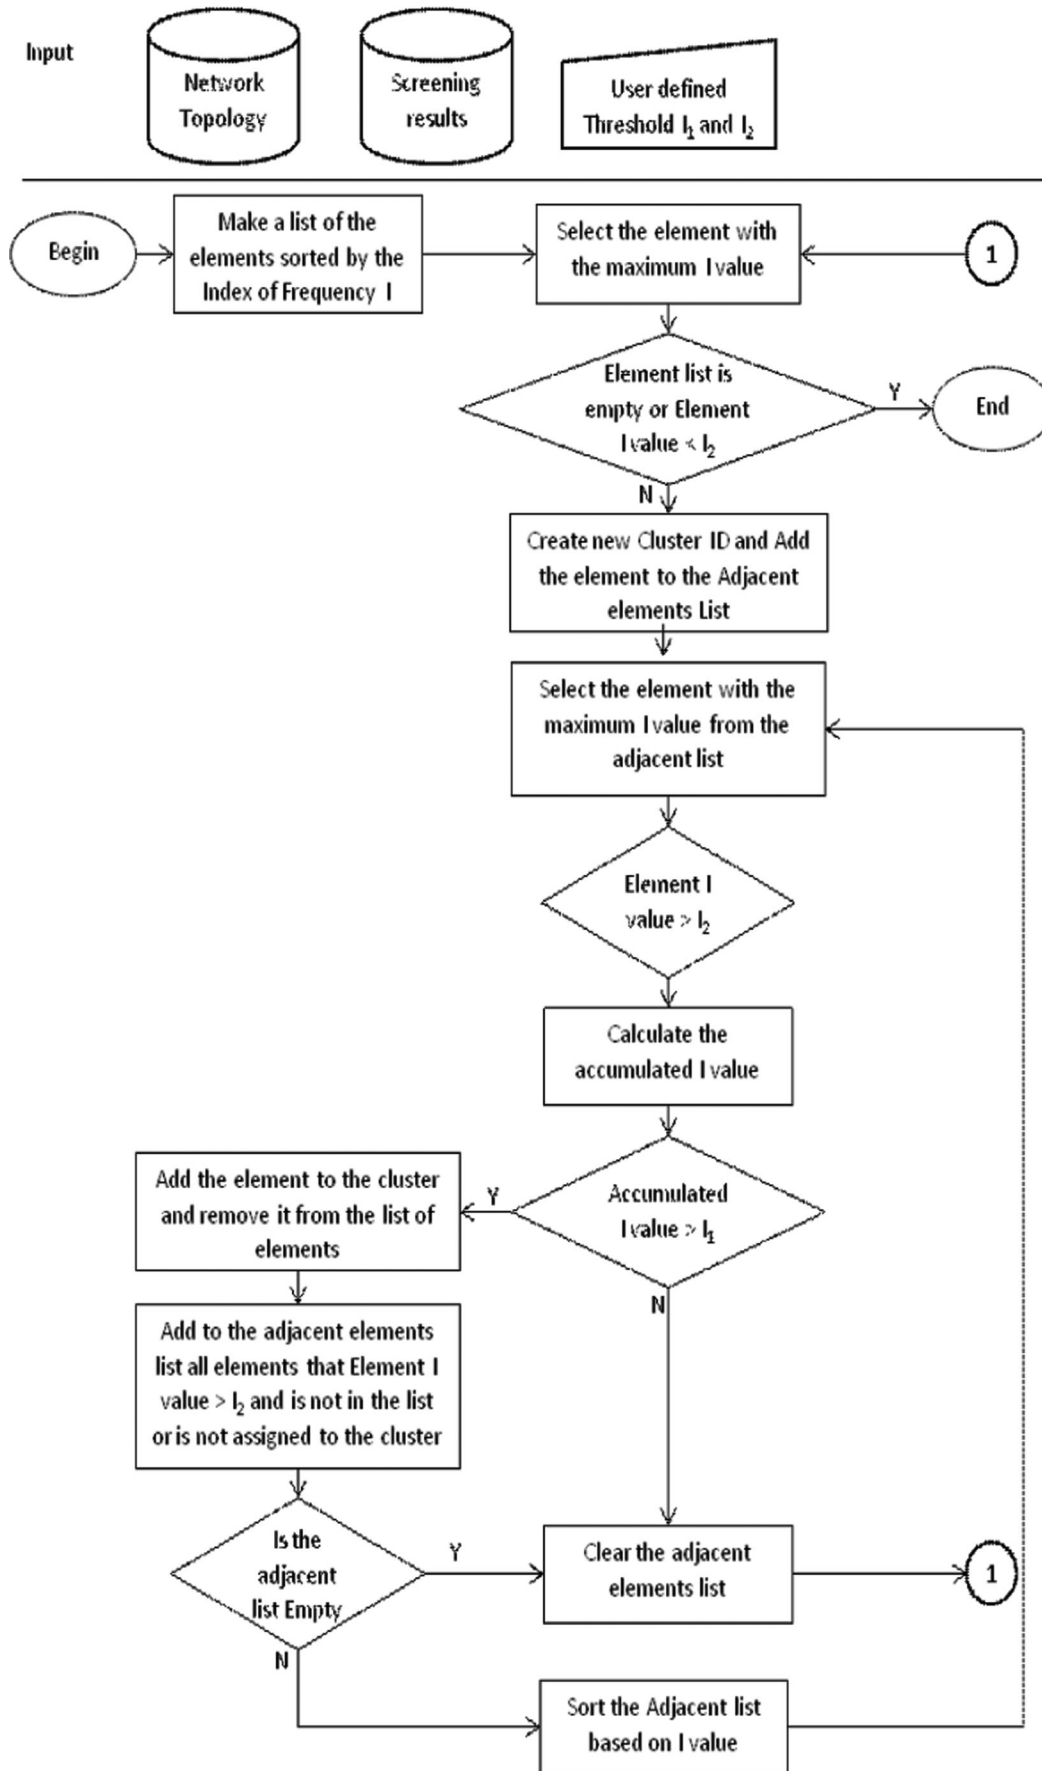 Input
Network
Topology
Screening
results
User defined
Threshold I₁ and I₂
Begin
Make a list of the
elements sorted by the
Index of Frequency I
Select the element with
the maximum I value
1
Element list is
empty or Element
I value < I₂
Y
End
N
Create new Cluster ID and Add
the element to the Adjacent
elements List
Select the element with the
maximum I value from the
adjacent list
Element I
value > I₂
Calculate the
accumulated I value
Accumulated
I value > I₁
Y
N
Add the element to the cluster
and remove it from the list of
elements
Add to the adjacent elements
list all elements that Element I
value > I₂ and is not in the list
or is not assigned to the cluster
Is the
adjacent
list Empty
Y
N
Clear the adjacent
elements list
1
Sort the Adjacent list
based on I value